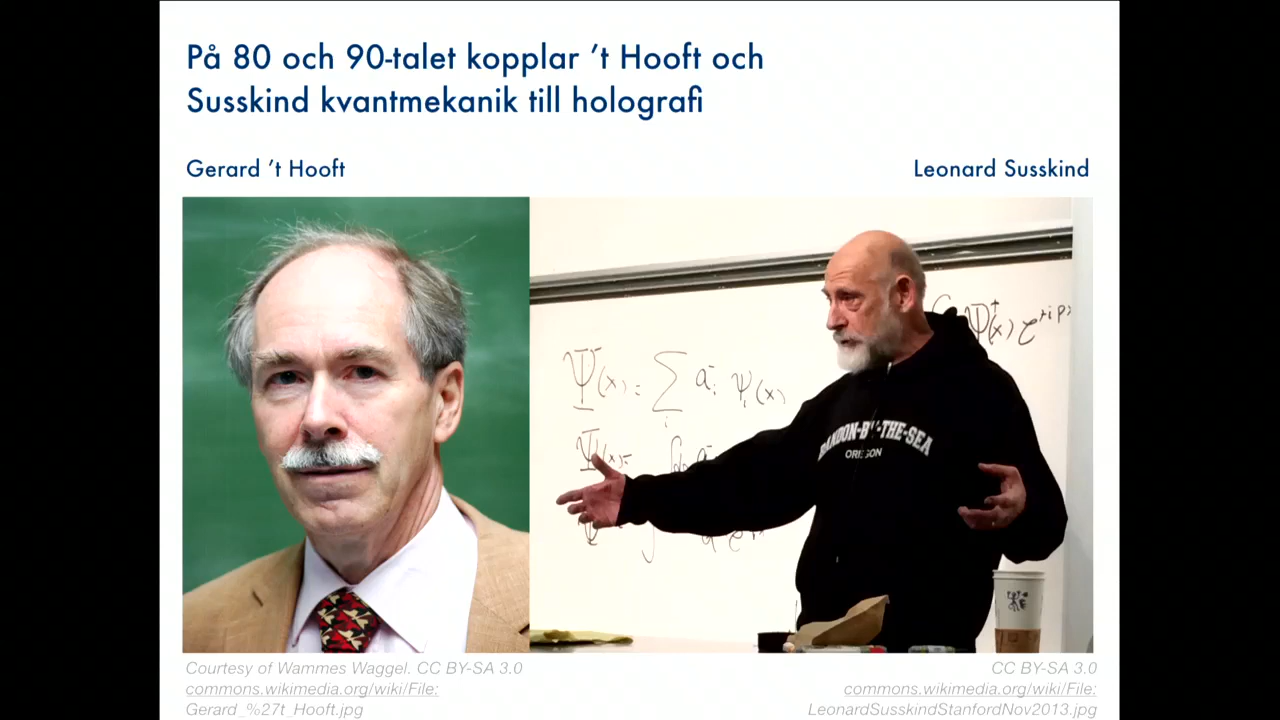 På 80 och 90-talet kopplar ’t Hooft och
Susskind kvantmekanik till holografi
Gerard ’t Hooft
Leonard Susskind
BANDON-BY-THE-SEA
OREGON
Ψ(x) = Σ a⁻ᵢ ψᵢ(x)
Courtesy of Wammes Waggel. CC BY-SA 3.0
commons.wikimedia.org/wiki/File:
Gerard_%27t_Hooft.jpg
CC BY-SA 3.0
commons.wikimedia.org/wiki/File:
LeonardSusskindStanfordNov2013.jpg